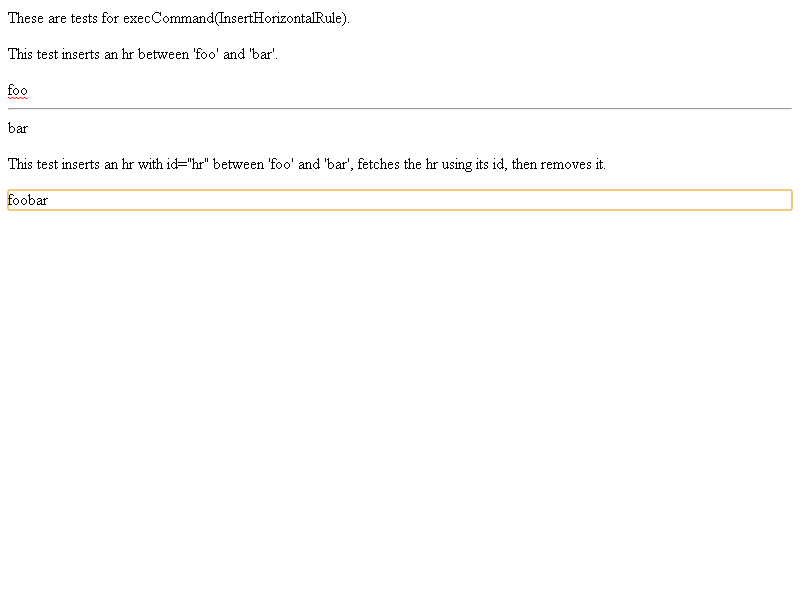 These are tests for execCommand(InsertHorizontalRule).
This test inserts an hr between 'foo' and 'bar'.
foo
bar
This test inserts an hr with id="hr" between 'foo' and 'bar', fetches the hr using its id, then removes it.
foobar